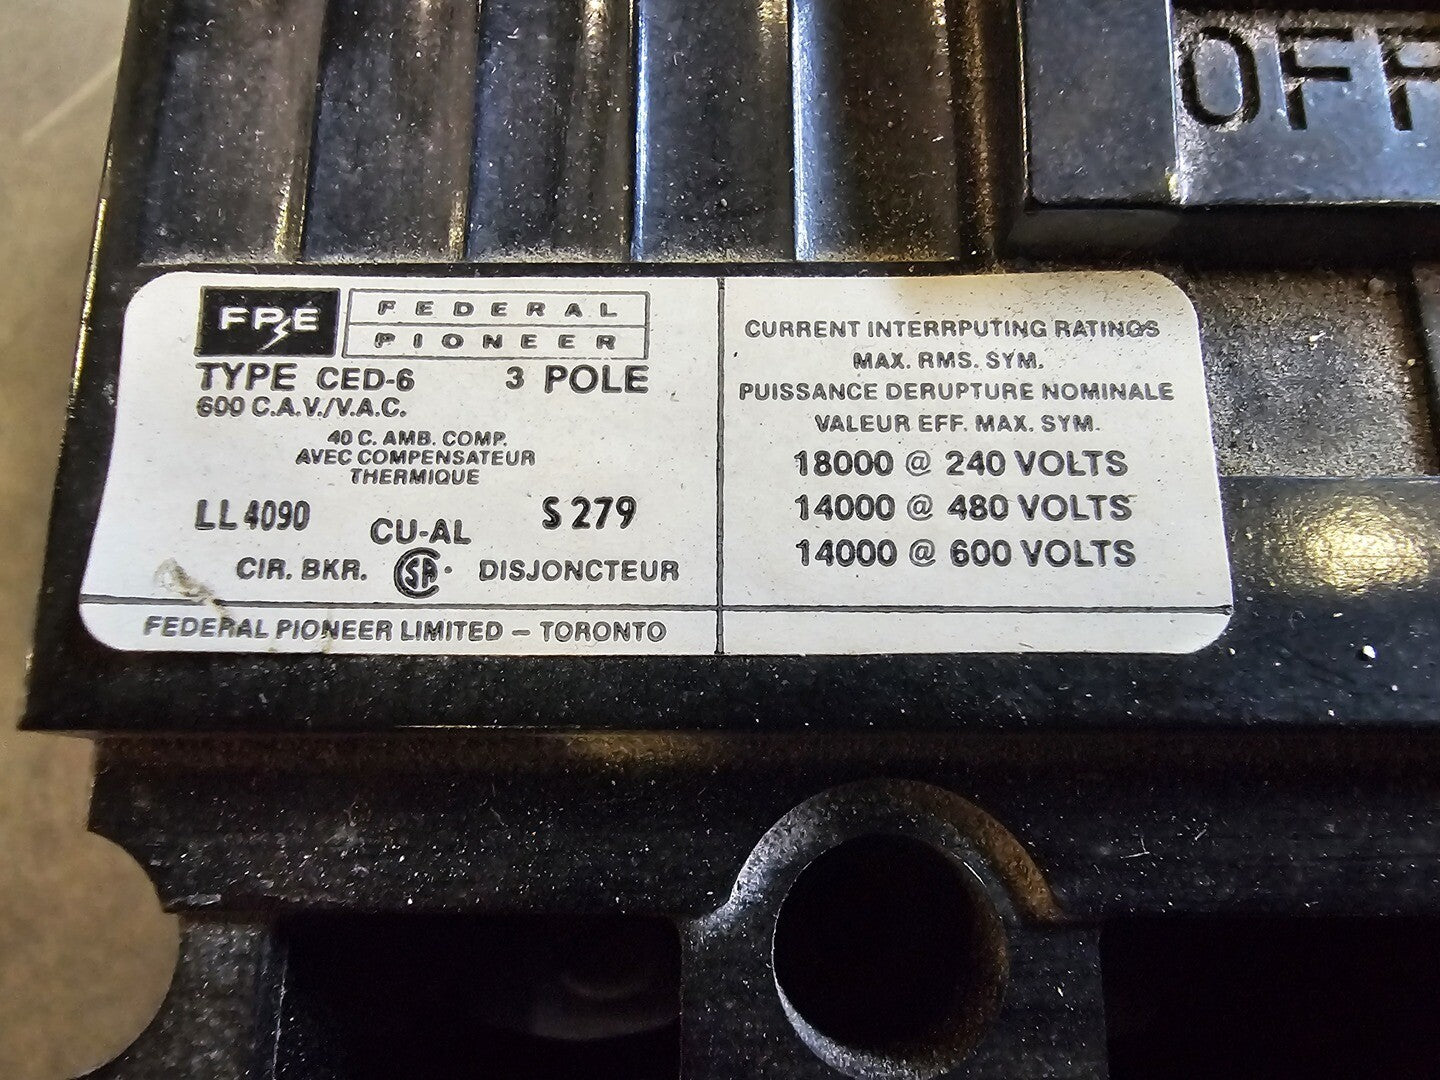 OFF
FPE FEDERAL
PIONEER
TYPE CED-6 3 POLE
600 C.A.V./V.A.C.
40 C. AMB. COMP.
AVEC COMPENSATEUR
THERMIQUE
LL 4090 CU-AL S 279
CIR. BKR. CSA DISJONCTEUR
FEDERAL PIONEER LIMITED – TORONTO
CURRENT INTERRPUTING RATINGS
MAX. RMS. SYM.
PUISSANCE DERUPTURE NOMINALE
VALEUR EFF. MAX. SYM.
18000 @ 240 VOLTS
14000 @ 480 VOLTS
14000 @ 600 VOLTS